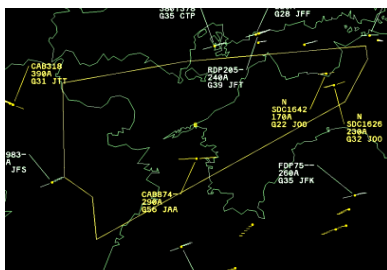 G35 CTP
G28 JFF
CAB318
390A
G31 JTT
RDP205-
240A
G39 JFT
N
SDC1642
170A
G22 JOO
N
SDC1626
230A
G32 JOO
983-
A
JFS
CAB874-
290A
G56 JAA
FDP75--
260A
G35 JFK